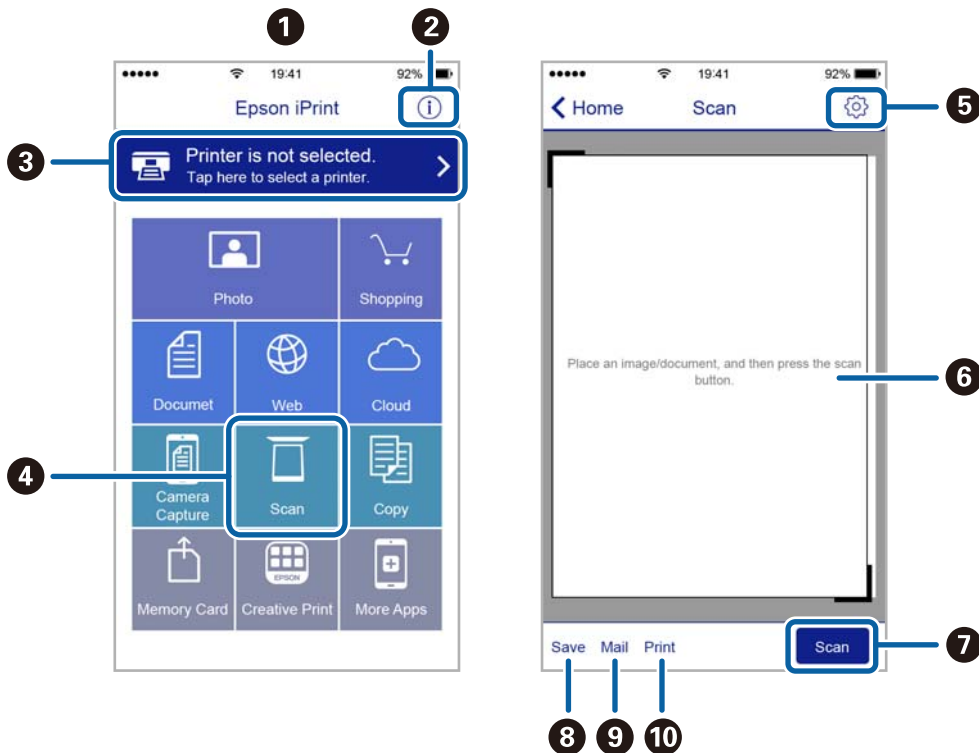 1
2
19:41
92%
Epson iPrint
3
Printer is not selected.
Tap here to select a printer.
Photo
Shopping
Documet
Web
Cloud
4
Camera
Capture
Scan
Copy
EPSON
Memory Card
Creative Print
More Apps
19:41
92%
Home
Scan
5
Place an image/document, and then press the scan
button.
6
Save
Mail
Print
Scan
7
8
9
10